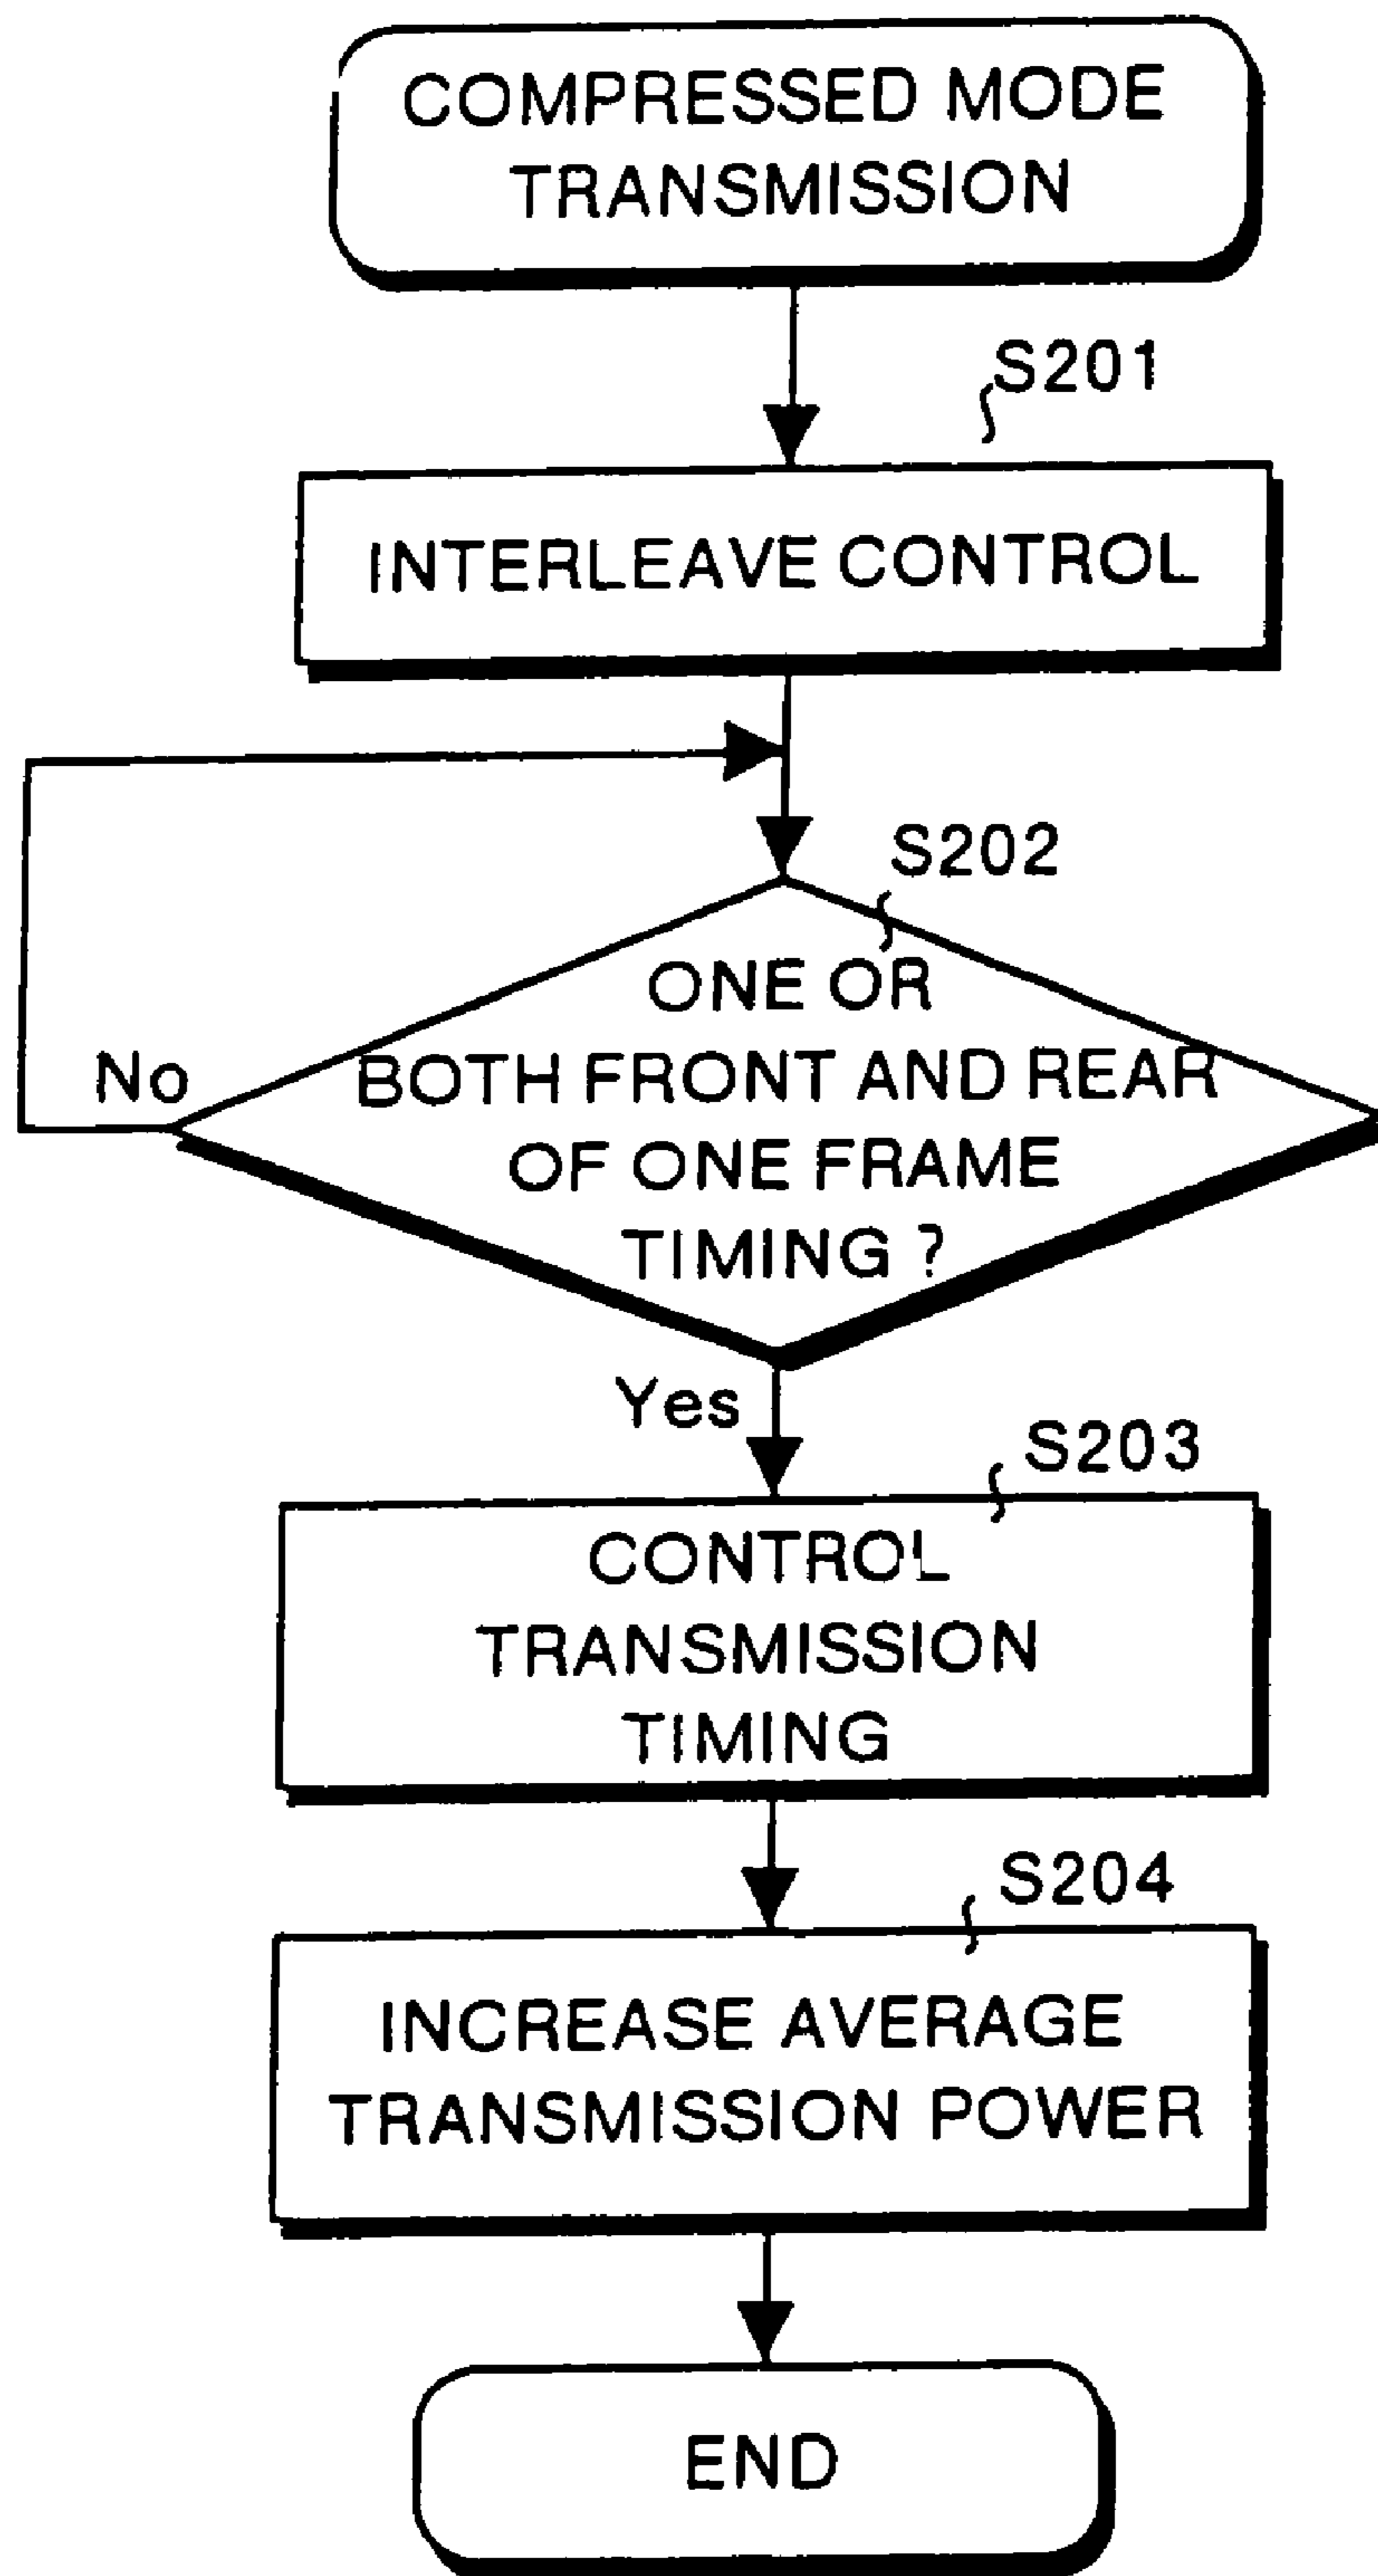 COMPRESSED MODE
TRANSMISSION
S201
INTERLEAVE CONTROL
S202
ONE OR
No
BOTH FRONT AND REAR
OF ONE FRAME
TIMING ?
Yes
S203
CONTROL
TRANSMISSION
TIMING
S204
INCREASE AVERAGE
TRANSMISSION POWER
END